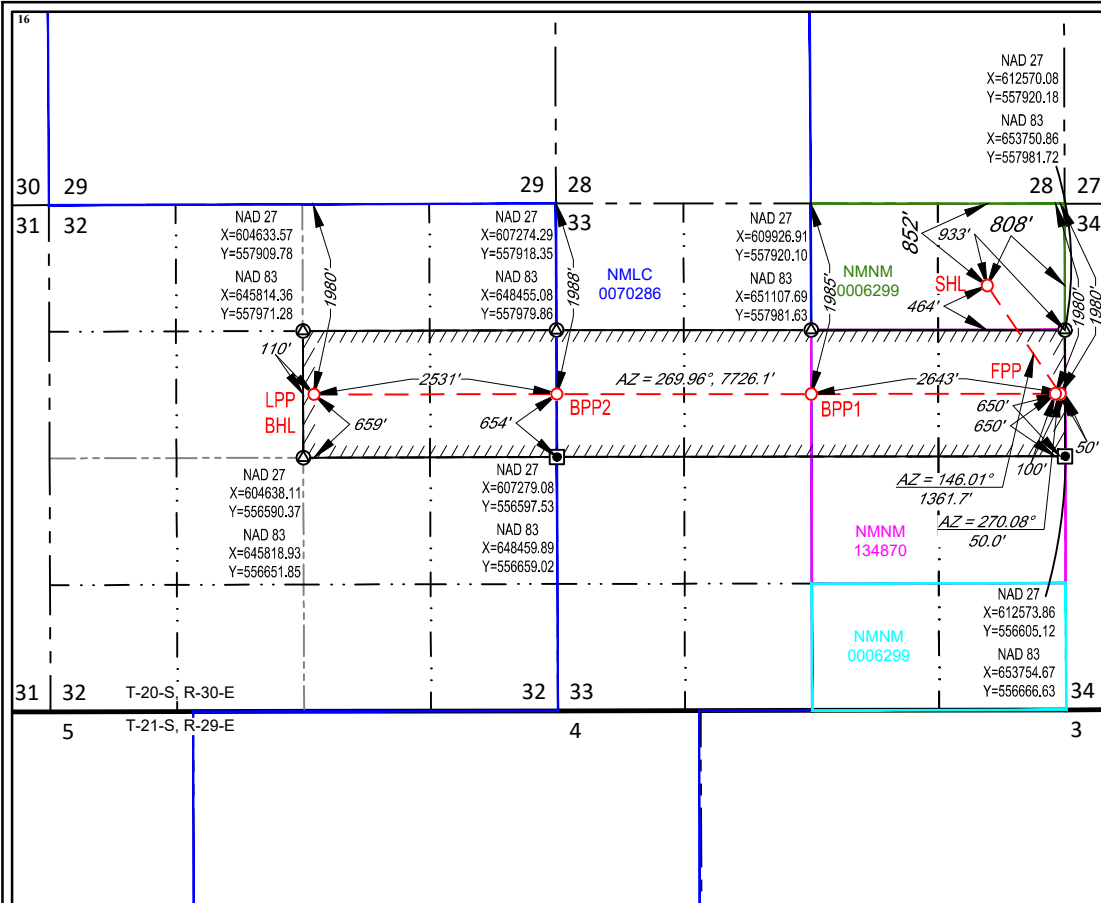 16
NAD 27
X=612570.08
Y=557920.18
NAD 83
X=653750.86
Y=557981.72
30
29
29
28
28
27
31
32
33
34
NAD 27
X=604633.57
Y=557909.78
NAD 83
X=645814.36
Y=557971.28
1980'
NAD 27
X=607274.29
Y=557918.35
NAD 83
X=648455.08
Y=557979.86
1988'
NMLC
0070286
NAD 27
X=609926.91
Y=557920.10
NAD 83
X=651107.69
Y=557981.63
1985'
NMNM
0006299
852'
933'
808'
SHL
464'
1980'
1980'
110'
LPP
BHL
2531'
659'
654'
BPP2
AZ = 269.96°, 7726.1'
BPP1
2643'
FPP
650'
650'
50'
100'
AZ = 146.01°
1361.7'
AZ = 270.08°
50.0'
NAD 27
X=604638.11
Y=556590.37
NAD 83
X=645818.93
Y=556651.85
NAD 27
X=607279.08
Y=556597.53
NAD 83
X=648459.89
Y=556659.02
NMNM
134870
NMNM
0006299
NAD 27
X=612573.86
Y=556605.12
NAD 83
X=653754.67
Y=556666.63
31
32
T-20-S, R-30-E
32
33
34
5
T-21-S, R-29-E
4
3